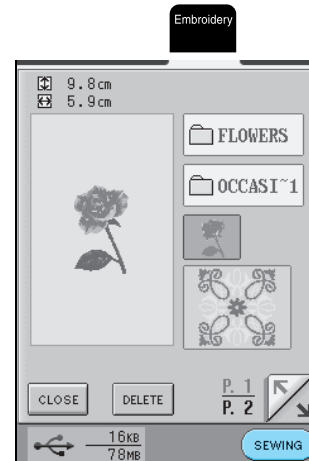 Embroidery
9.8cm
5.9cm
FLOWERS
OCCASI~1
CLOSE
DELETE
P. 1
P. 2
16KB
78MB
SEWING